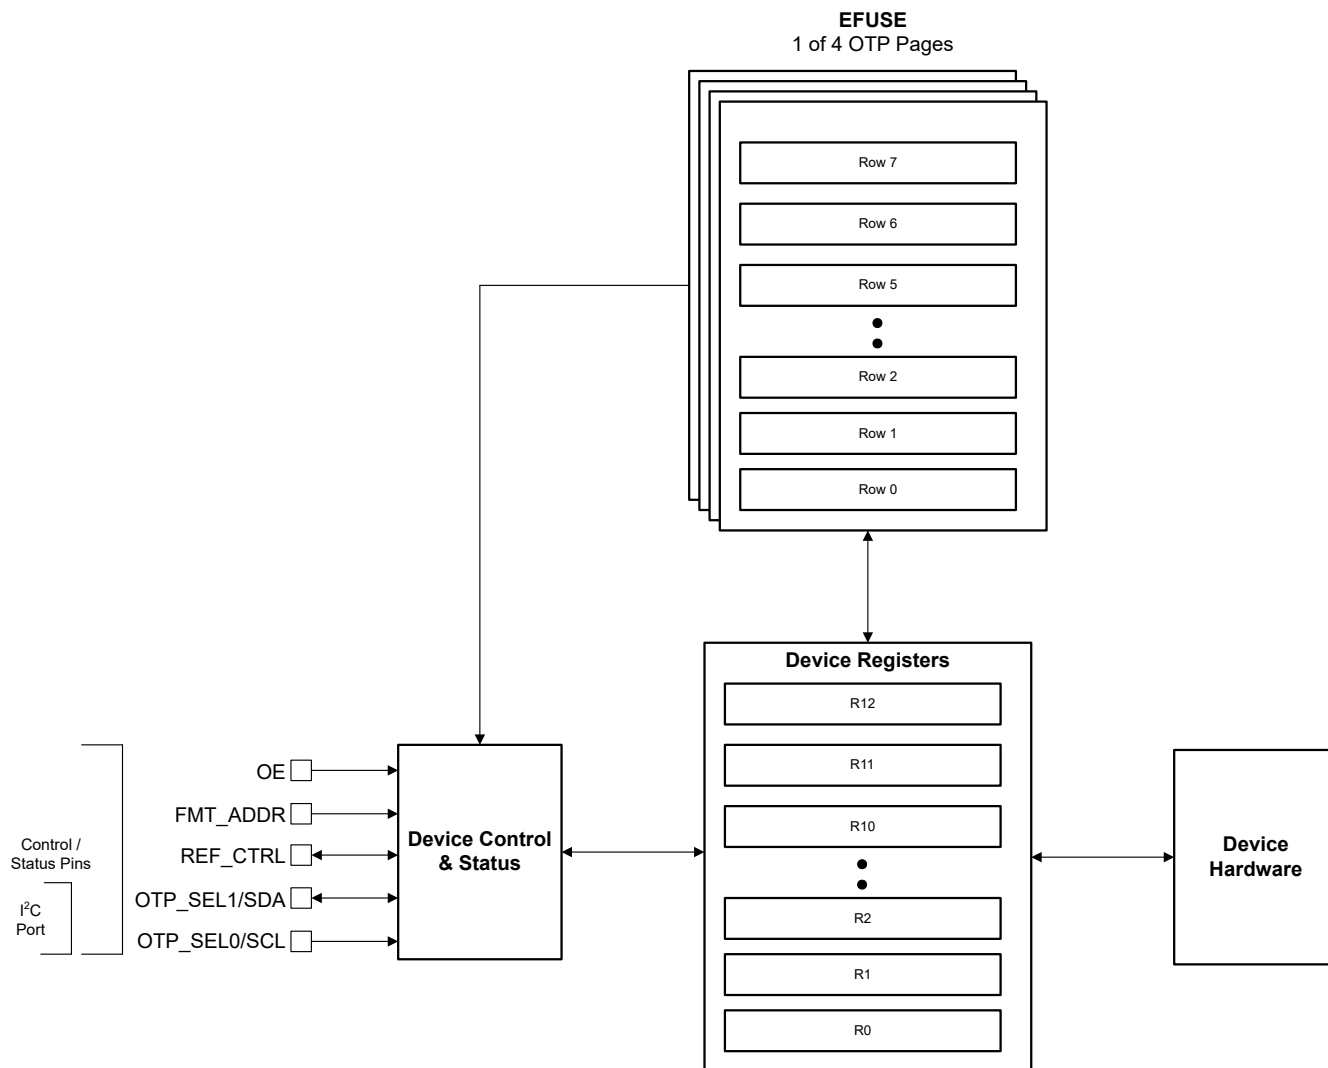 EFUSE
1 of 4 OTP Pages
Row 7
Row 6
Row 5
Row 2
Row 1
Row 0
Device Registers
R12
R11
R10
R2
R1
R0
OE
FMT_ADDR
REF_CTRL
OTP_SEL1/SDA
OTP_SEL0/SCL
Control /
Status Pins
I²C
Port
Device Control
& Status
Device
Hardware